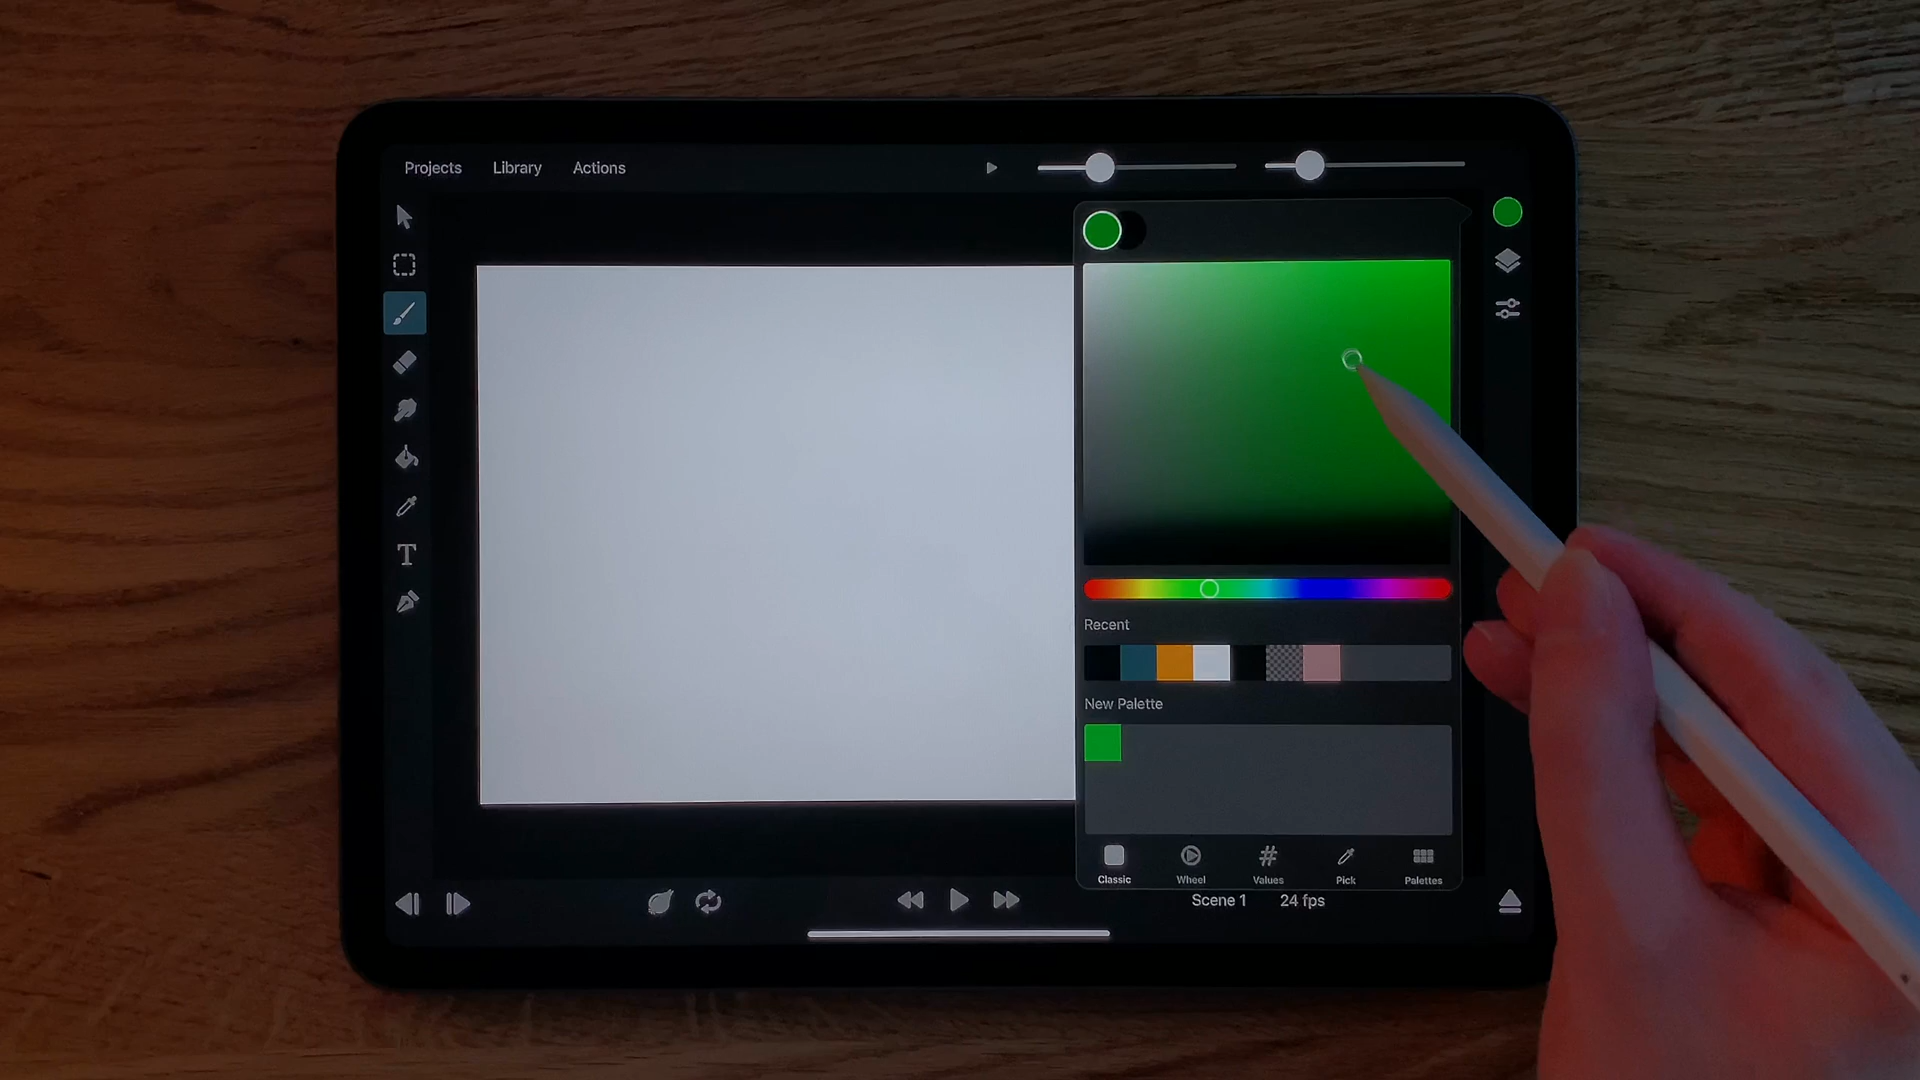 Projects Library Actions
Recent
New Palette
Classic Wheel Values Pick Palettes
Scene 1 24 fps